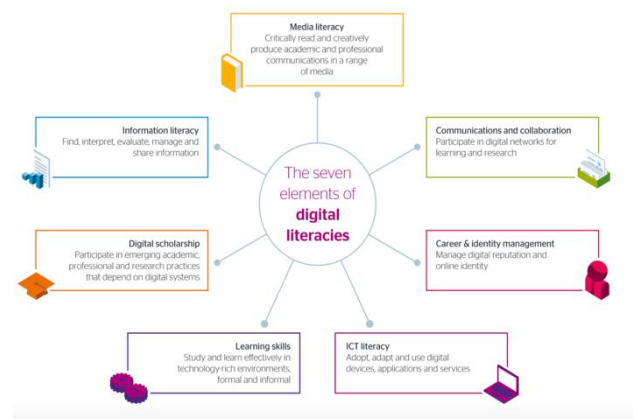 Media literacy
Critically read and creatively
produce academic and professional
communications in a range
of media
Information literacy
Find, interpret, evaluate, manage and
share information
Communications and collaboration
Participate in digital networks for
learning and research
The seven
elements of
digital
literacies
Digital scholarship
Participate in emerging academic,
professional and research practices
that depend on digital systems
Career & identity management
Manage digital reputation and
online identity
Learning skills
Study and learn effectively in
technology-rich environments,
formal and informal
ICT literacy
Adopt, adapt and use digital
devices, applications and services